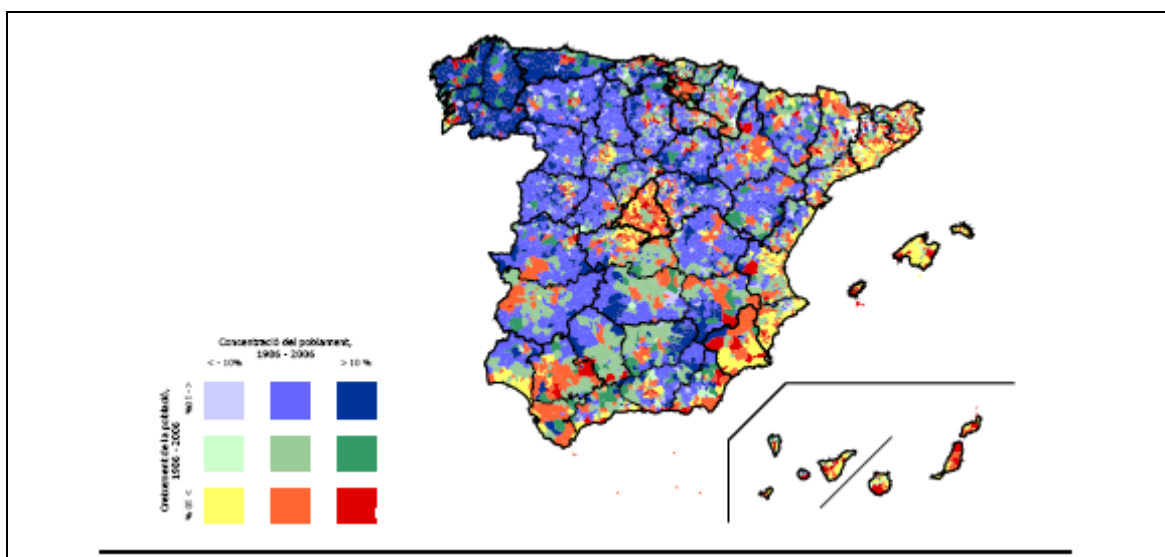 Concentració del poblament,
1986 - 2006
< - 10%
> 10 %
Creixement de la població,
1986 - 2006